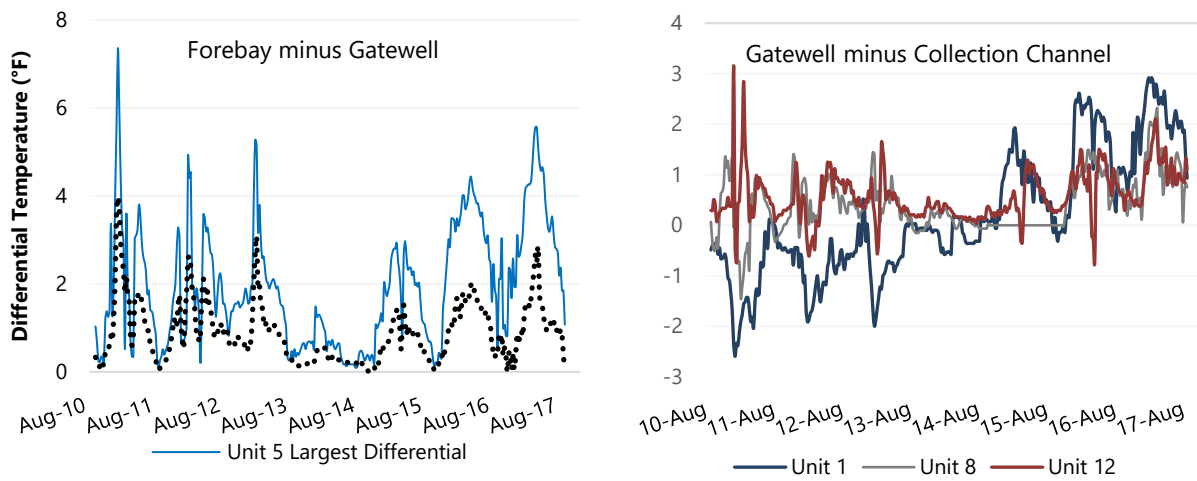 Forebay minus Gatewell
Differential Temperature (°F)
8
6
4
2
0
Aug-10
Aug-11
Aug-12
Aug-13
Aug-14
Aug-15
Aug-16
Aug-17
Unit 5 Largest Differential
Gatewell minus Collection Channel
4
3
2
1
0
-1
-2
-3
10-Aug
11-Aug
12-Aug
13-Aug
14-Aug
15-Aug
16-Aug
17-Aug
Unit 1 Unit 8 Unit 12